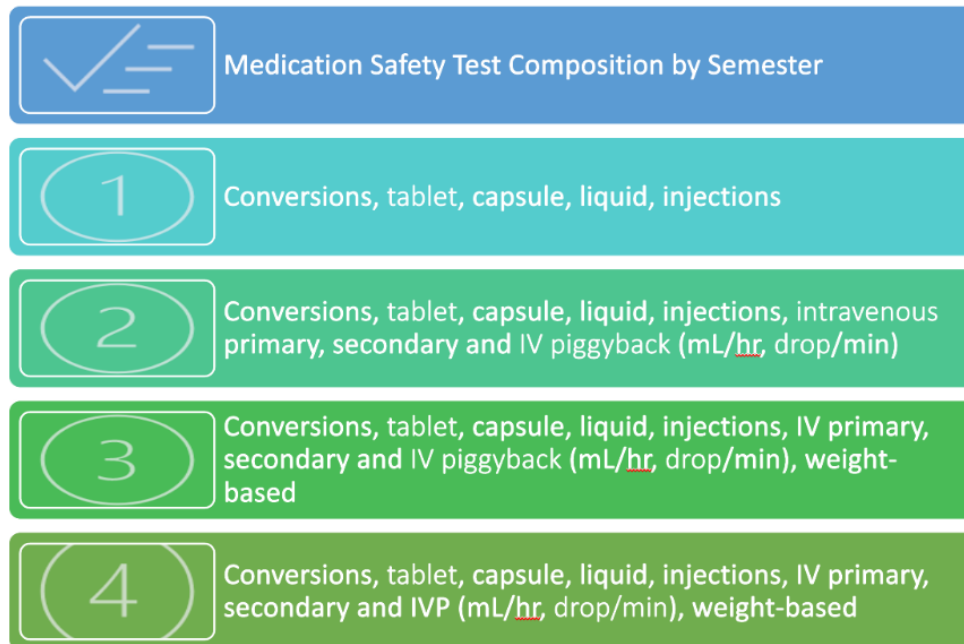 Medication Safety Test Composition by Semester
1
Conversions, tablet, capsule, liquid, injections
2
Conversions, tablet, capsule, liquid, injections, intravenous
primary, secondary and IV piggyback (mL/hr, drop/min)
3
Conversions, tablet, capsule, liquid, injections, IV primary,
secondary and IV piggyback (mL/hr, drop/min), weight-
based
4
Conversions, tablet, capsule, liquid, injections, IV primary,
secondary and IVP (mL/hr, drop/min), weight-based